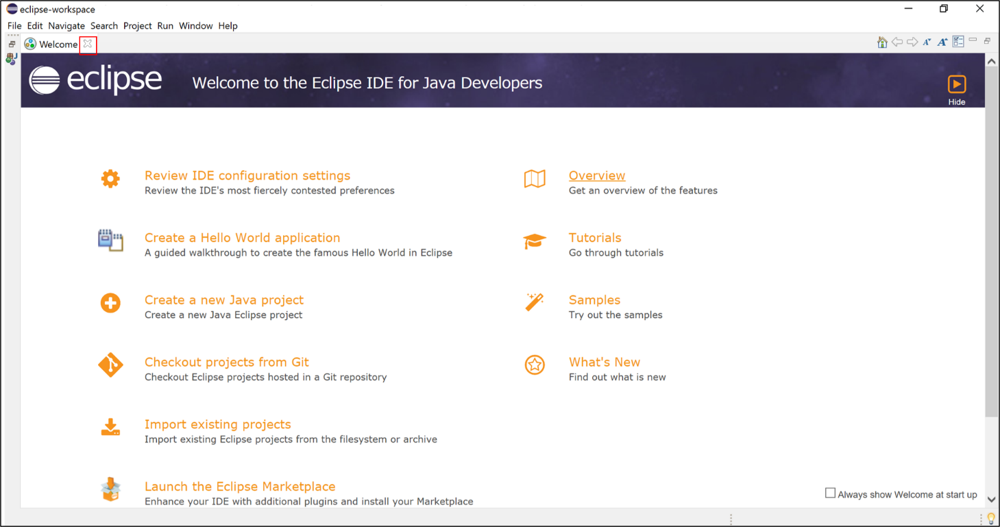 eclipse-workspace
File Edit Navigate Search Project Run Window Help
Welcome
eclipse
Welcome to the Eclipse IDE for Java Developers
Hide
Review IDE configuration settings
Review the IDE's most fiercely contested preferences
Overview
Get an overview of the features
Create a Hello World application
A guided walkthrough to create the famous Hello World in Eclipse
Tutorials
Go through tutorials
Create a new Java project
Create a new Java Eclipse project
Samples
Try out the samples
Checkout projects from Git
Checkout Eclipse projects hosted in a Git repository
What's New
Find out what is new
Import existing projects
Import existing Eclipse projects from the filesystem or archive
Launch the Eclipse Marketplace
Enhance your IDE with additional plugins and install your Marketplace
Always show Welcome at start up